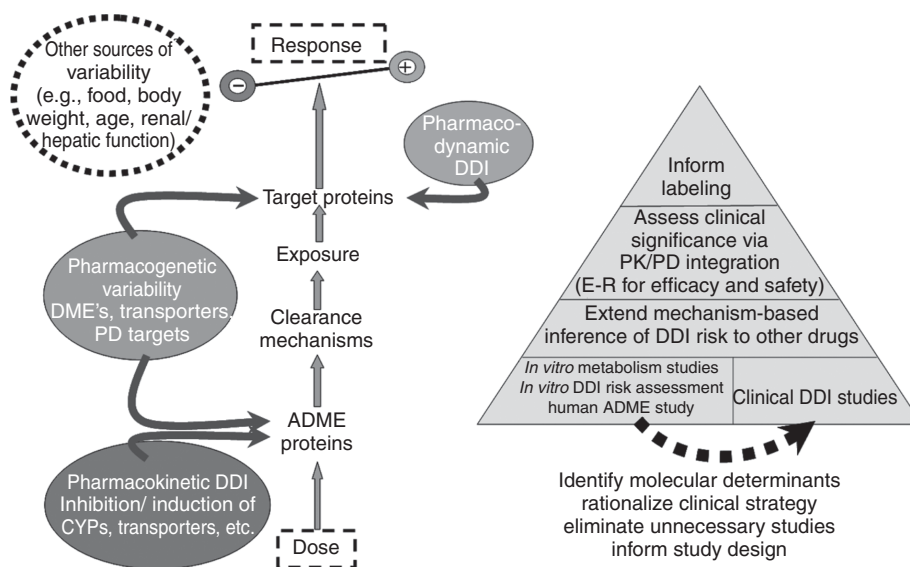 Other sources of
variability
(e.g., food, body
weight, age, renal/
hepatic function)
Response
−
+
Pharmaco-
dynamic
DDI
Target proteins
Exposure
Pharmacogenetic
variability
DME's, transporters,
PD targets
Clearance
mechanisms
ADME
proteins
Pharmacokinetic DDI
Inhibition/ induction of
CYPs, transporters, etc.
Dose
Inform
labeling
Assess clinical
significance via
PK/PD integration
(E-R for efficacy and safety)
Extend mechanism-based
inference of DDI risk to other drugs
In vitro metabolism studies
In vitro DDI risk assessment
human ADME study
Clinical DDI studies
Identify molecular determinants
rationalize clinical strategy
eliminate unnecessary studies
inform study design